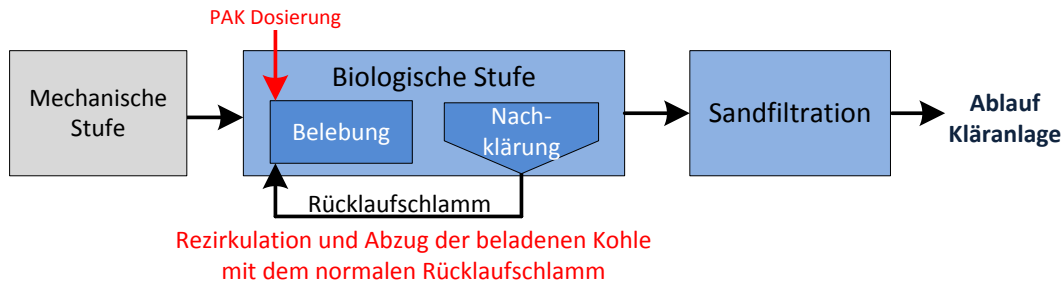 PAK Dosierung
Mechanische
Stufe
Biologische Stufe
Belebung
Nach-
klärung
Sandfiltration
Ablauf
Kläranlage
Rücklaufschlamm
Rezirkulation und Abzug der beladenen Kohle
mit dem normalen Rücklaufschlamm